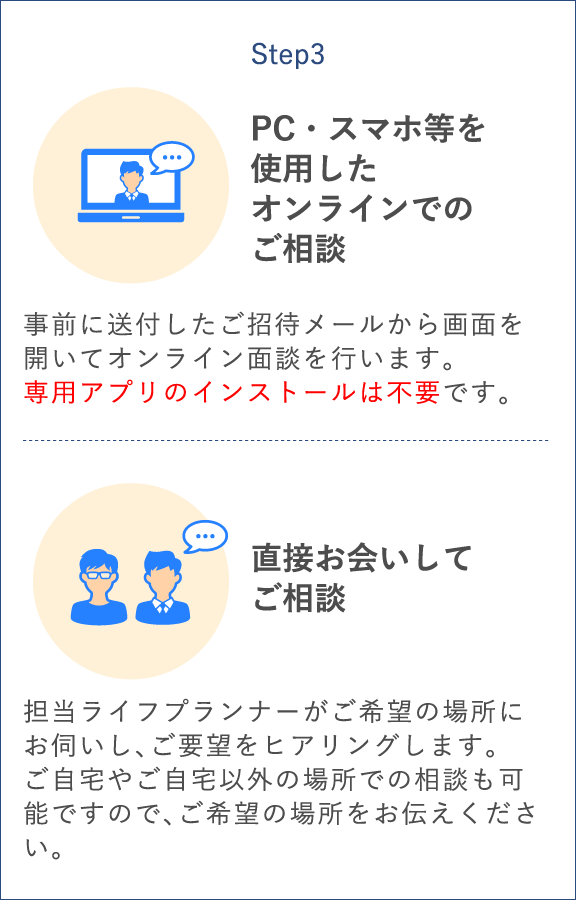 Step3
PC・スマホ等を
使用した
オンラインでの
ご相談
事前に送付したご招待メールから画面を
開いてオンライン面談を行います。
専用アプリのインストールは不要です。
直接お会いして
ご相談
担当ライフプランナーがご希望の場所に
お伺いし、ご要望をヒアリングします。
ご自宅やご自宅以外の場所での相談も可
能ですので、ご希望の場所をお伝えくださ
い。